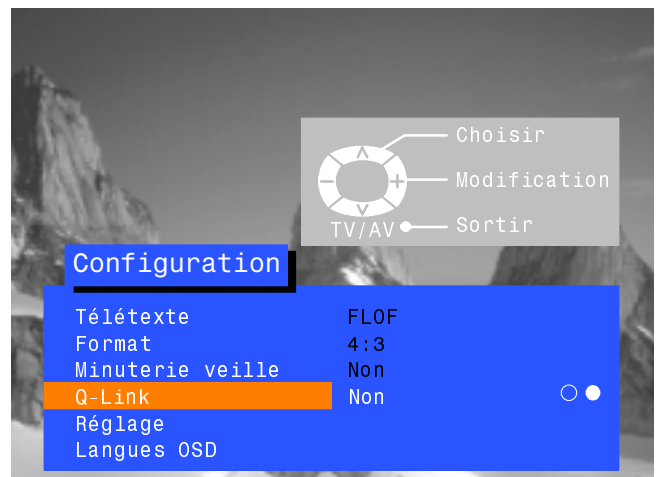 Choisir
Modification
TV/AV Sortir
Configuration
Télétexte FLOF
Format 4:3
Minuterie veille Non
Q-Link Non
Réglage
Langues OSD